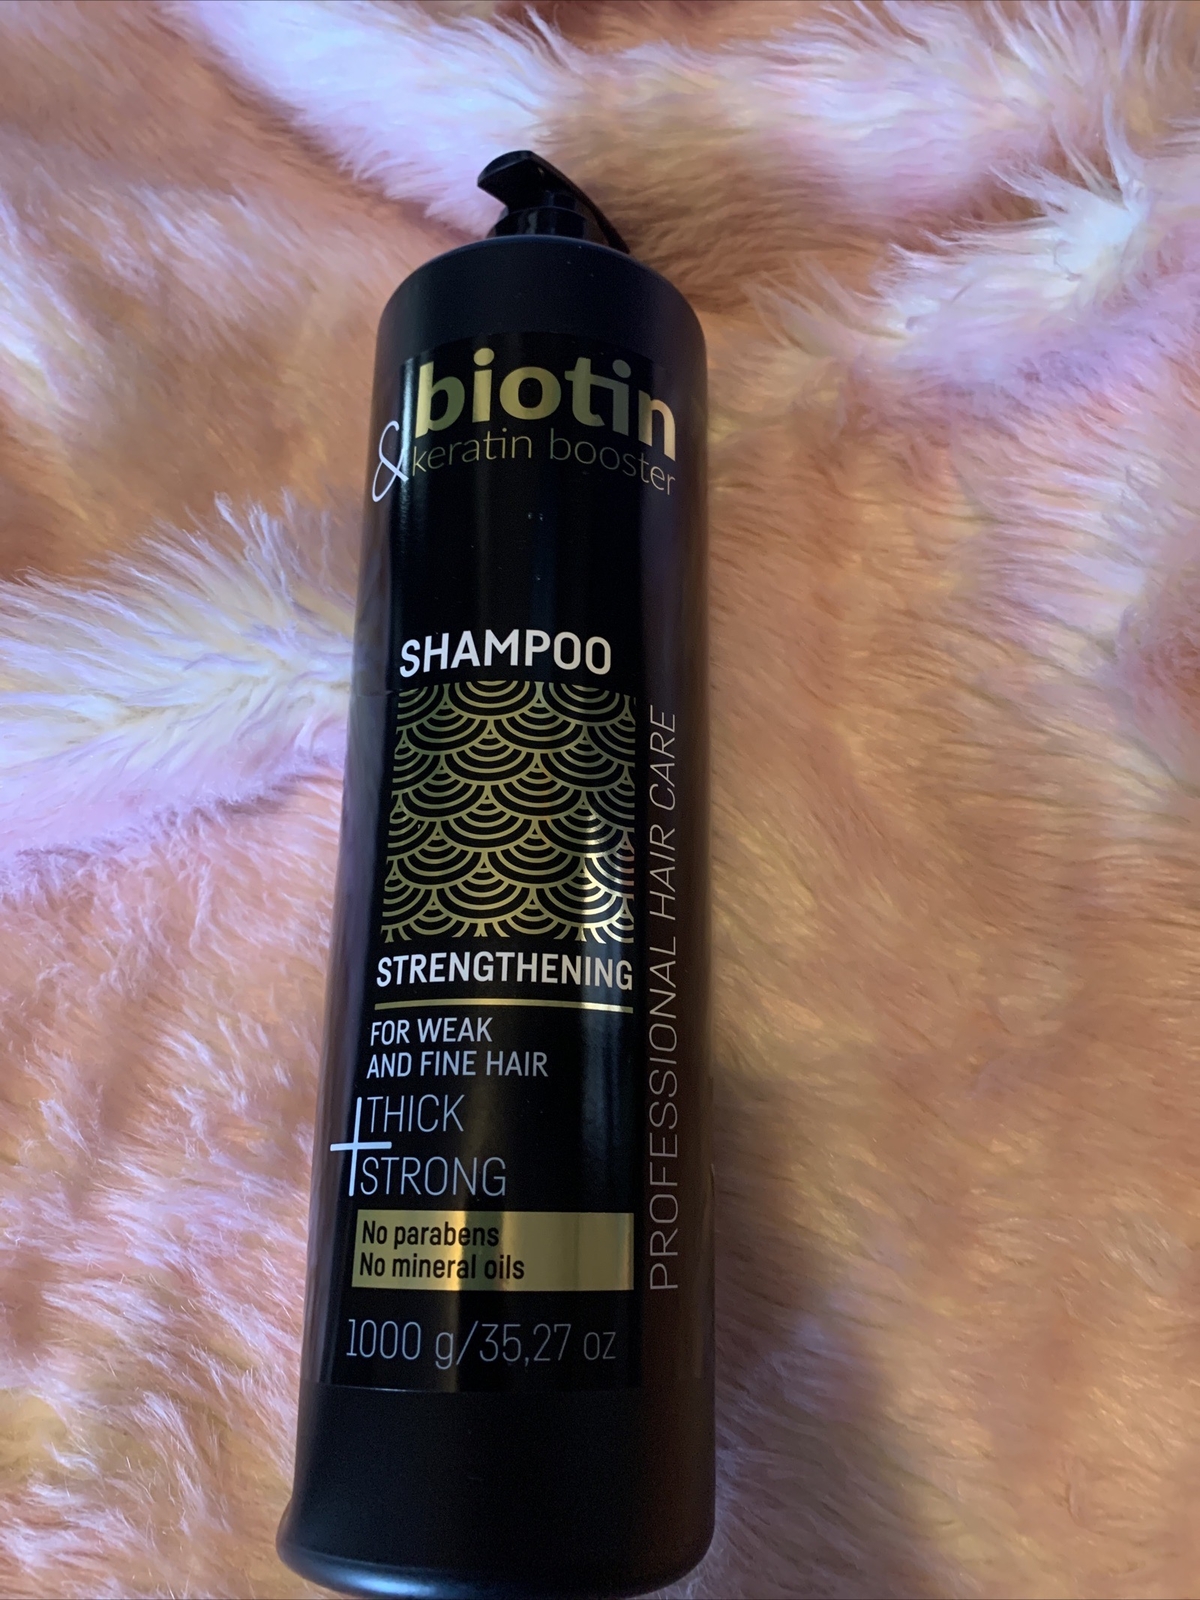 biotin
& keratin booster
SHAMPOO
STRENGTHENING
FOR WEAK
AND FINE HAIR
THICK
+
STRONG
No parabens
No mineral oils
1000 g/35,27 oz
PROFESSIONAL HAIR CARE